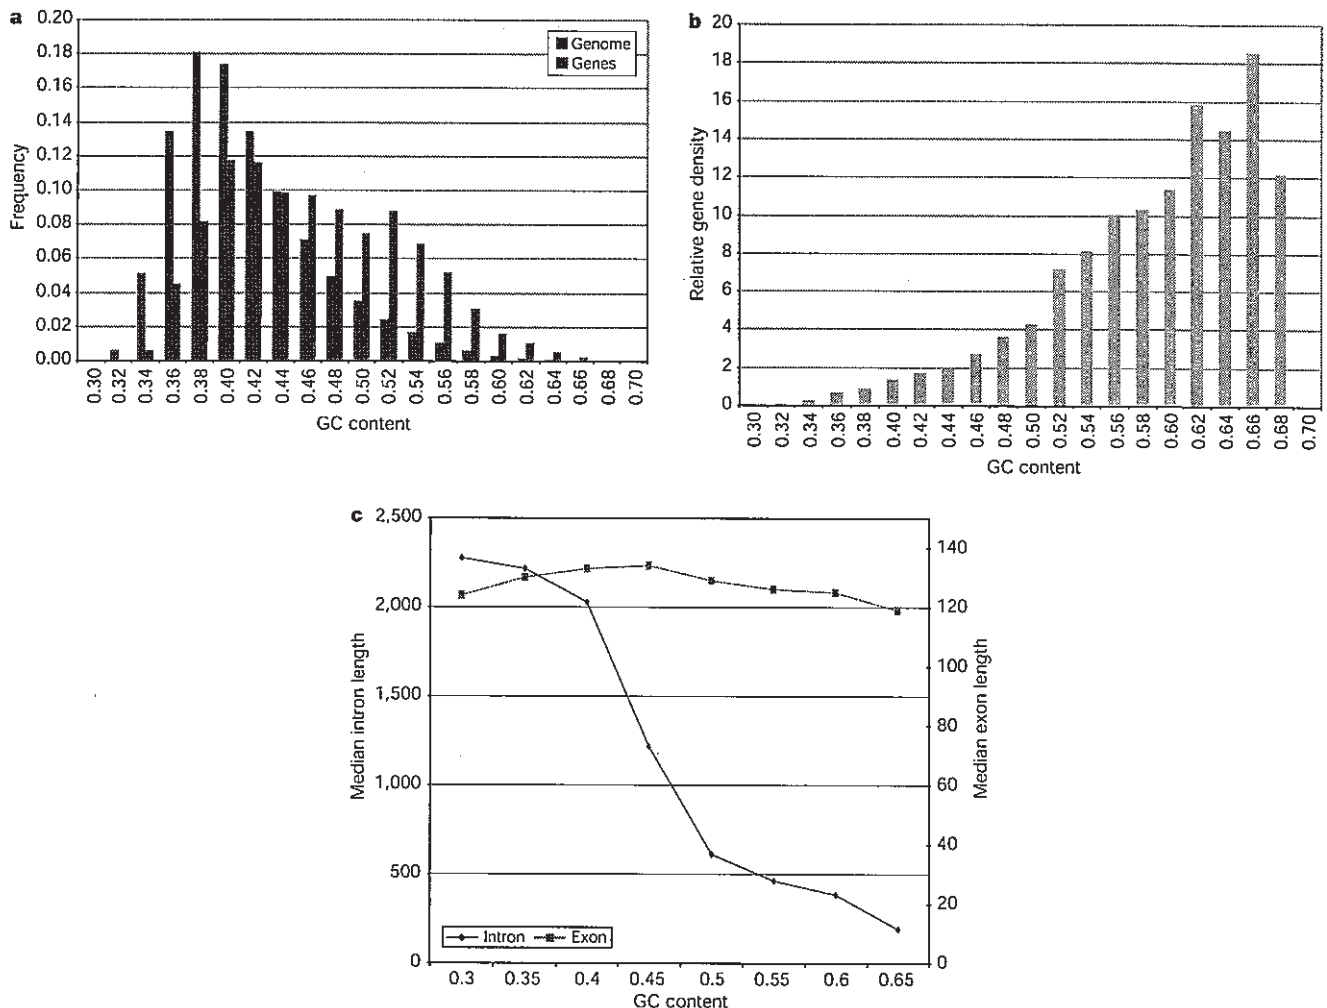 a
0.20
0.18
0.16
0.14
0.12
0.10
0.08
0.06
0.04
0.02
0.00
Frequency
Genome
Genes
0.30 0.32 0.34 0.36 0.38 0.40 0.42 0.44 0.46 0.48 0.50 0.52 0.54 0.56 0.58 0.60 0.62 0.64 0.66 0.68 0.70
GC content
b
20
18
16
14
12
10
8
6
4
2
0
Relative gene density
0.30 0.32 0.34 0.36 0.38 0.40 0.42 0.44 0.46 0.48 0.50 0.52 0.54 0.56 0.58 0.60 0.62 0.64 0.66 0.68 0.70
GC content
c
2,500
2,000
1,500
1,000
500
0
Median intron length
140
120
100
80
60
40
20
0
Median exon length
Intron Exon
0.3 0.35 0.4 0.45 0.5 0.55 0.6 0.65
GC content